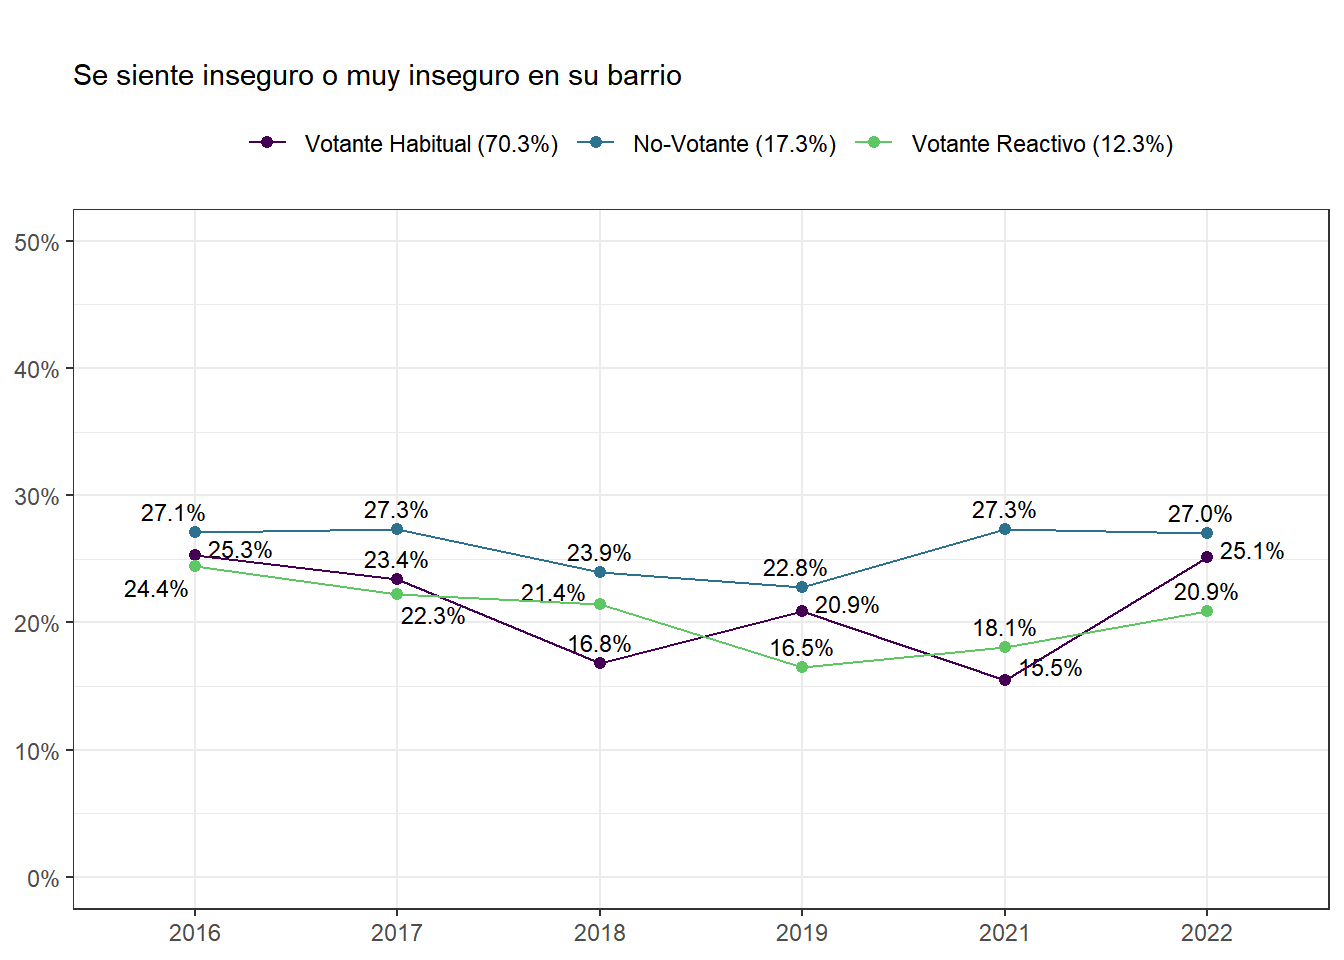 Se siente inseguro o muy inseguro en su barrio
Votante Habitual (70.3%) No-Votante (17.3%) Votante Reactivo (12.3%)
50%
40%
30%
20%
10%
0%
27.1% 27.3% 23.9% 22.8% 27.3% 27.0%
25.3% 23.4% 16.8% 20.9% 15.5% 25.1%
24.4% 22.3% 21.4% 16.5% 18.1% 20.9%
2016 2017 2018 2019 2021 2022